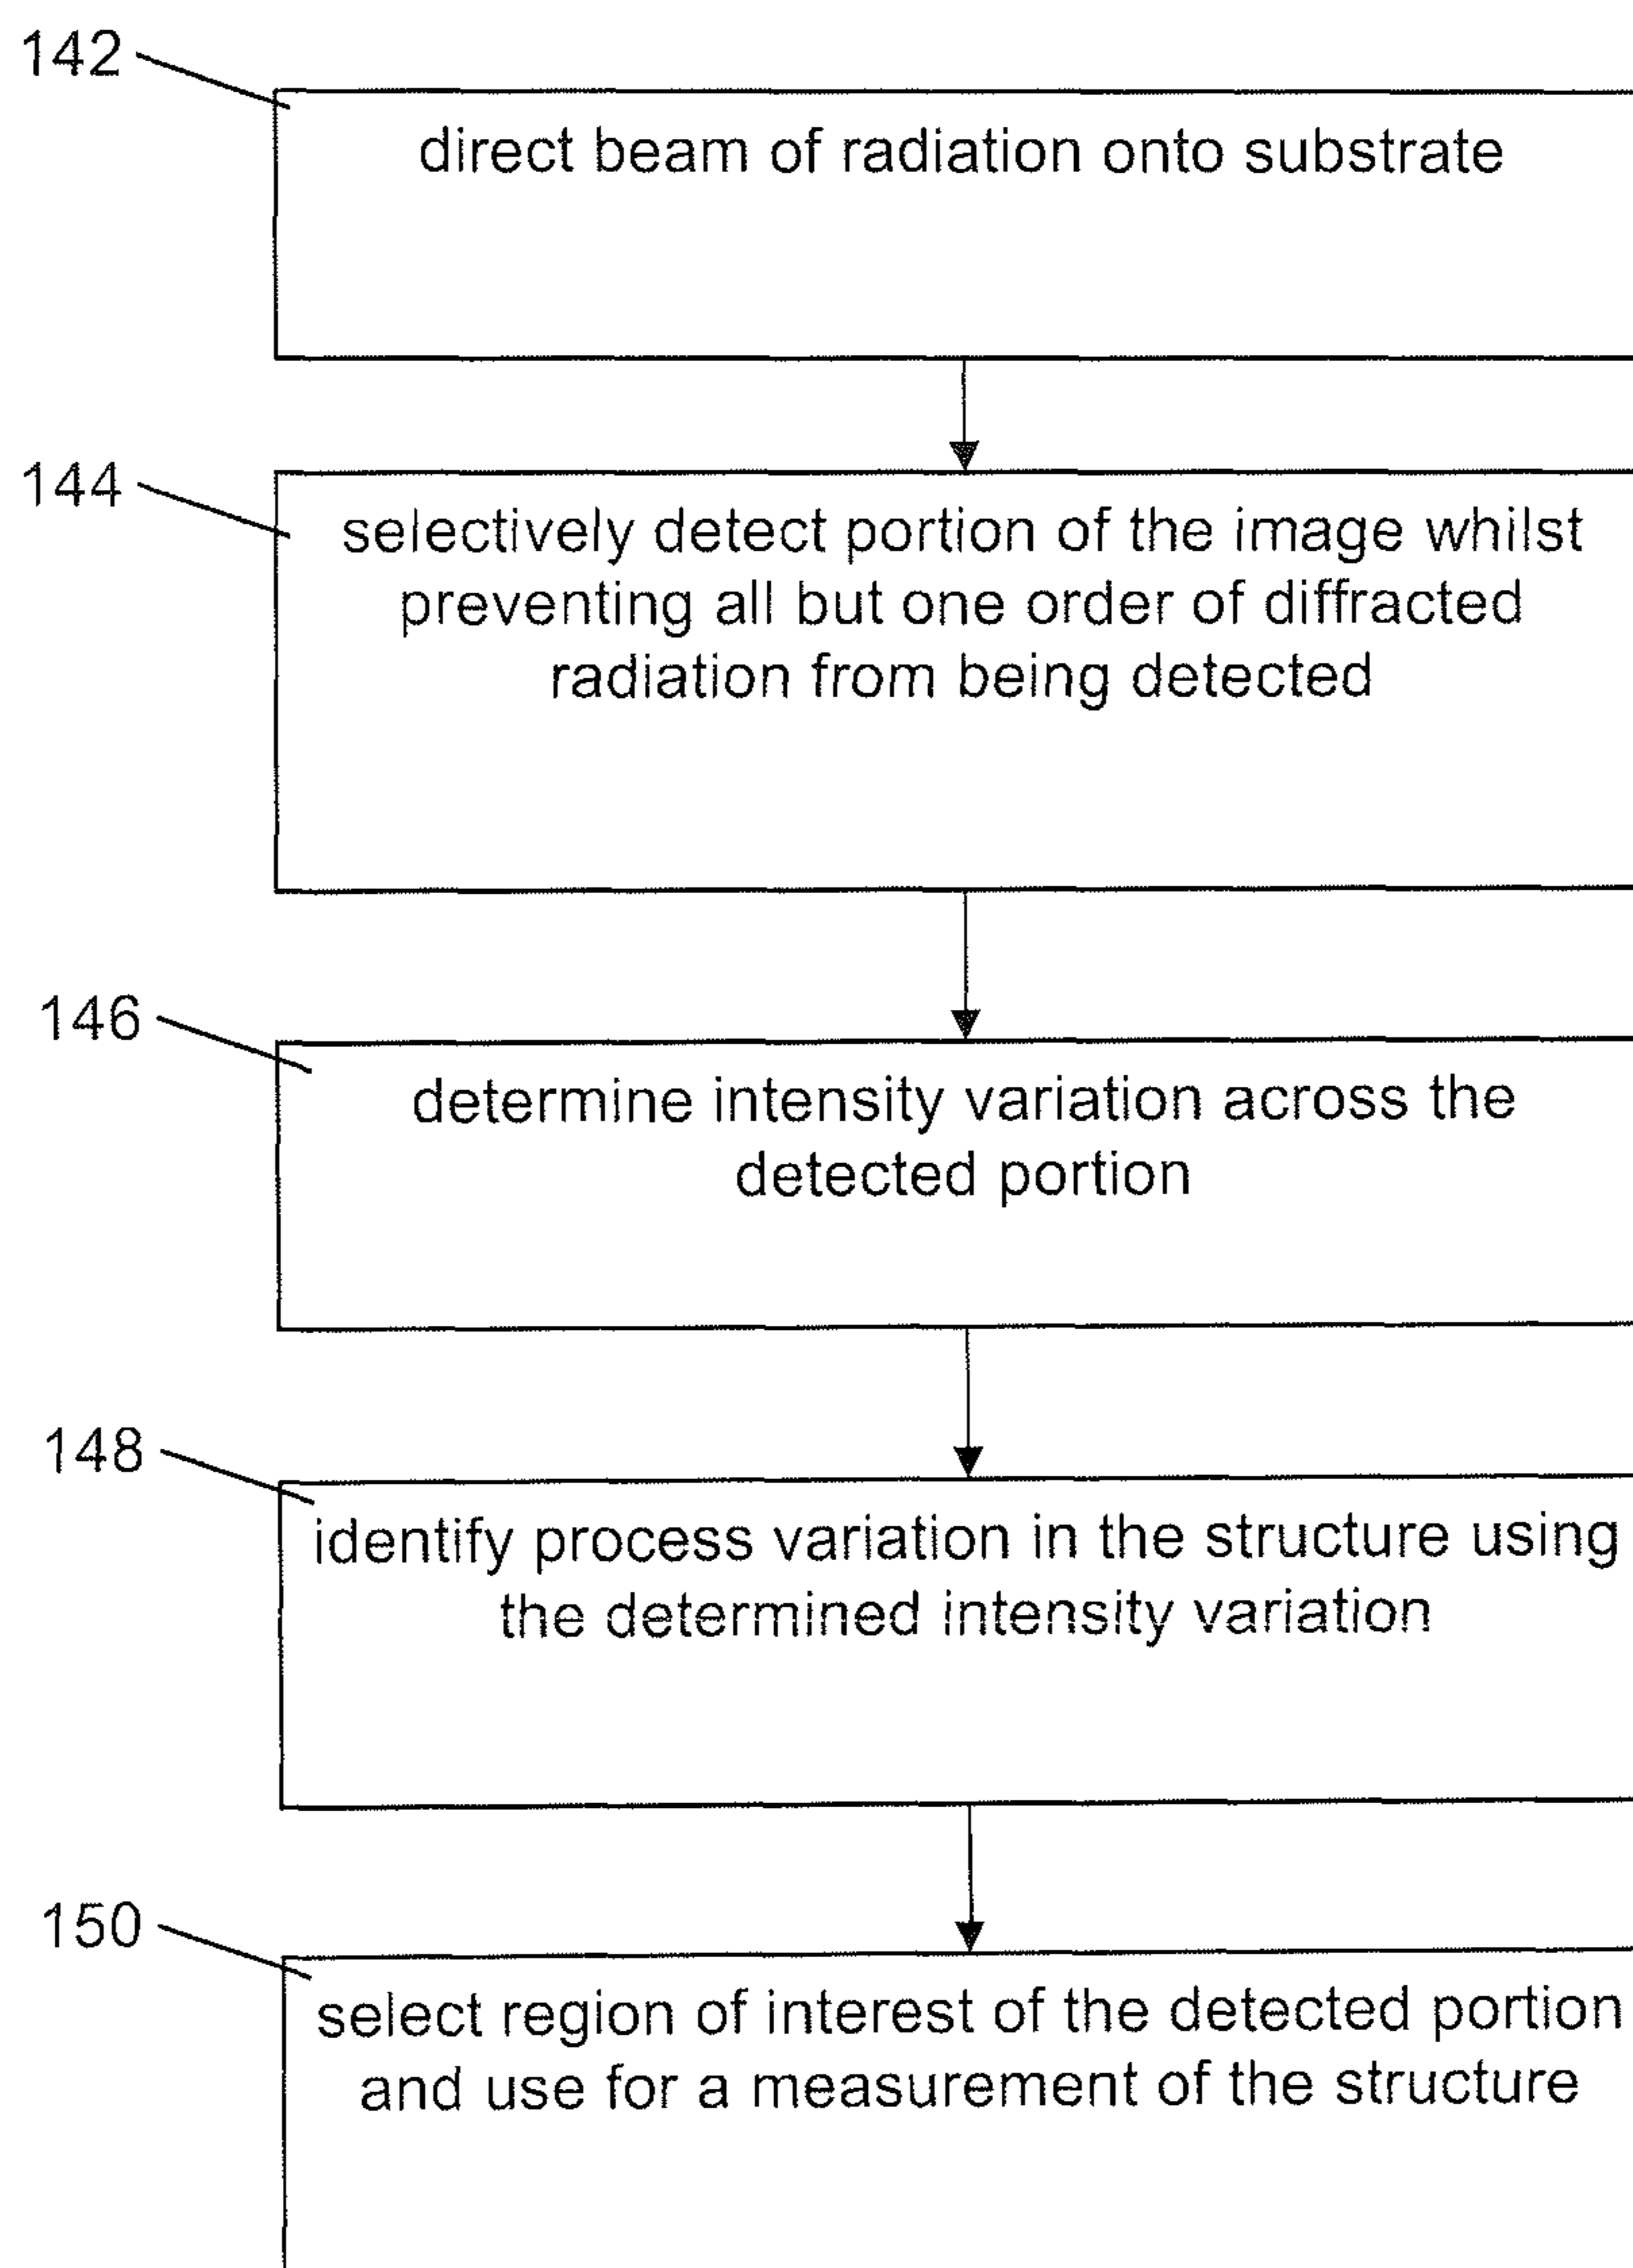 142
direct beam of radiation onto substrate
144
selectively detect portion of the image whilst
preventing all but one order of diffracted
radiation from being detected
146
determine intensity variation across the
detected portion
148
identify process variation in the structure using
the determined intensity variation
150
select region of interest of the detected portion
and use for a measurement of the structure